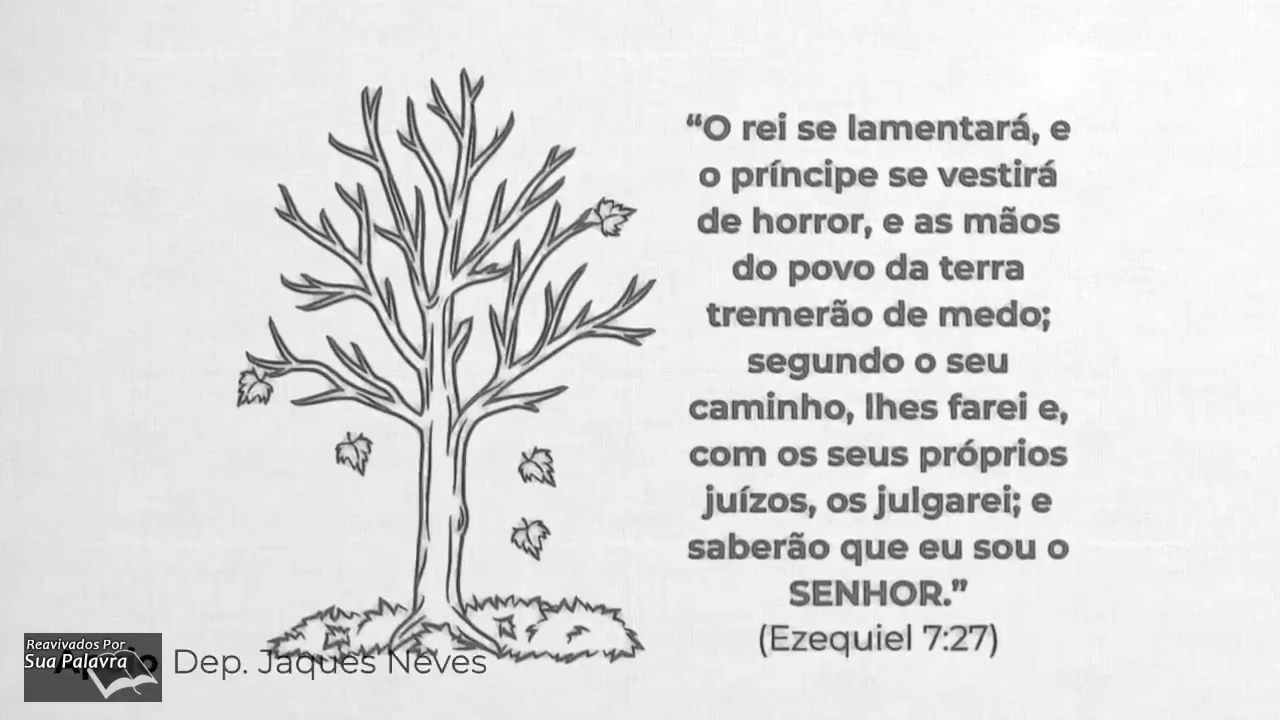 “O rei se lamentará, e
o príncipe se vestirá
de horror, e as mãos
do povo da terra
tremerão de medo;
segundo o seu
caminho, lhes farei e,
com os seus próprios
juízos, os julgarei; e
saberão que eu sou o
SENHOR.”
(Ezequiel 7:27)
Reavivados Por
Sua Palavra
Dep. Jaques Neves